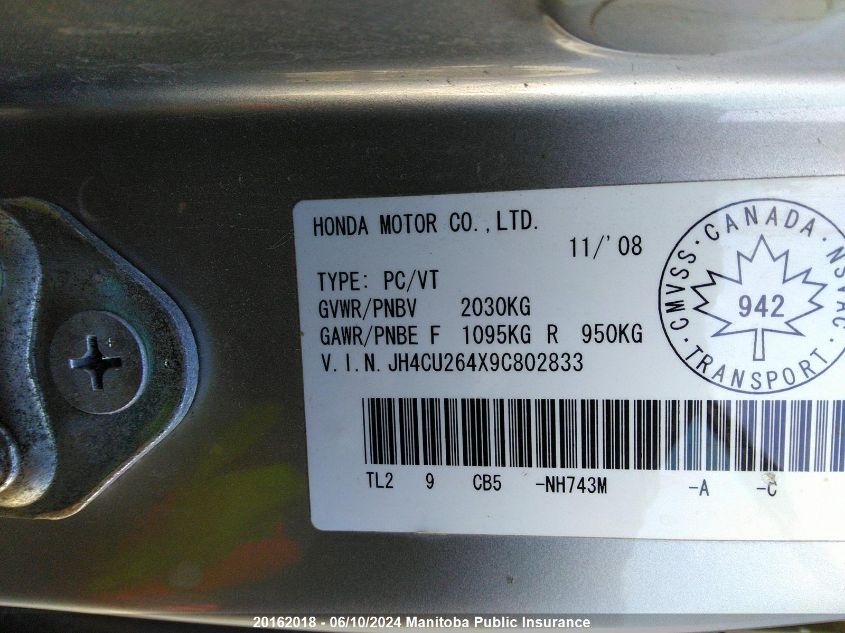 HONDA MOTOR CO.,LTD.
11/'08
TYPE: PC/VT
GVWR/PNBV 2030KG
GAWR/PNBE F 1095KG R 950KG
V.I.N. JH4CU264X9C802833
CANADA
CMVSS · NSVAC
942
TRANSPORT
TL2 9 CB5 -NH743M -A -C
20162018 - 06/10/2024 Manitoba Public Insurance